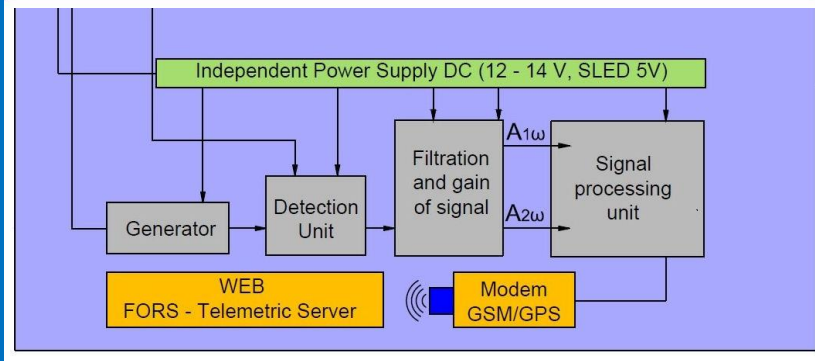 Independent Power Supply DC (12 - 14 V, SLED 5V)
Filtration
and gain
of signal
A1ω
A2ω
Signal
processing
unit
Detection
Unit
Generator
WEB
FORS - Telemetric Server
Modem
GSM/GPS